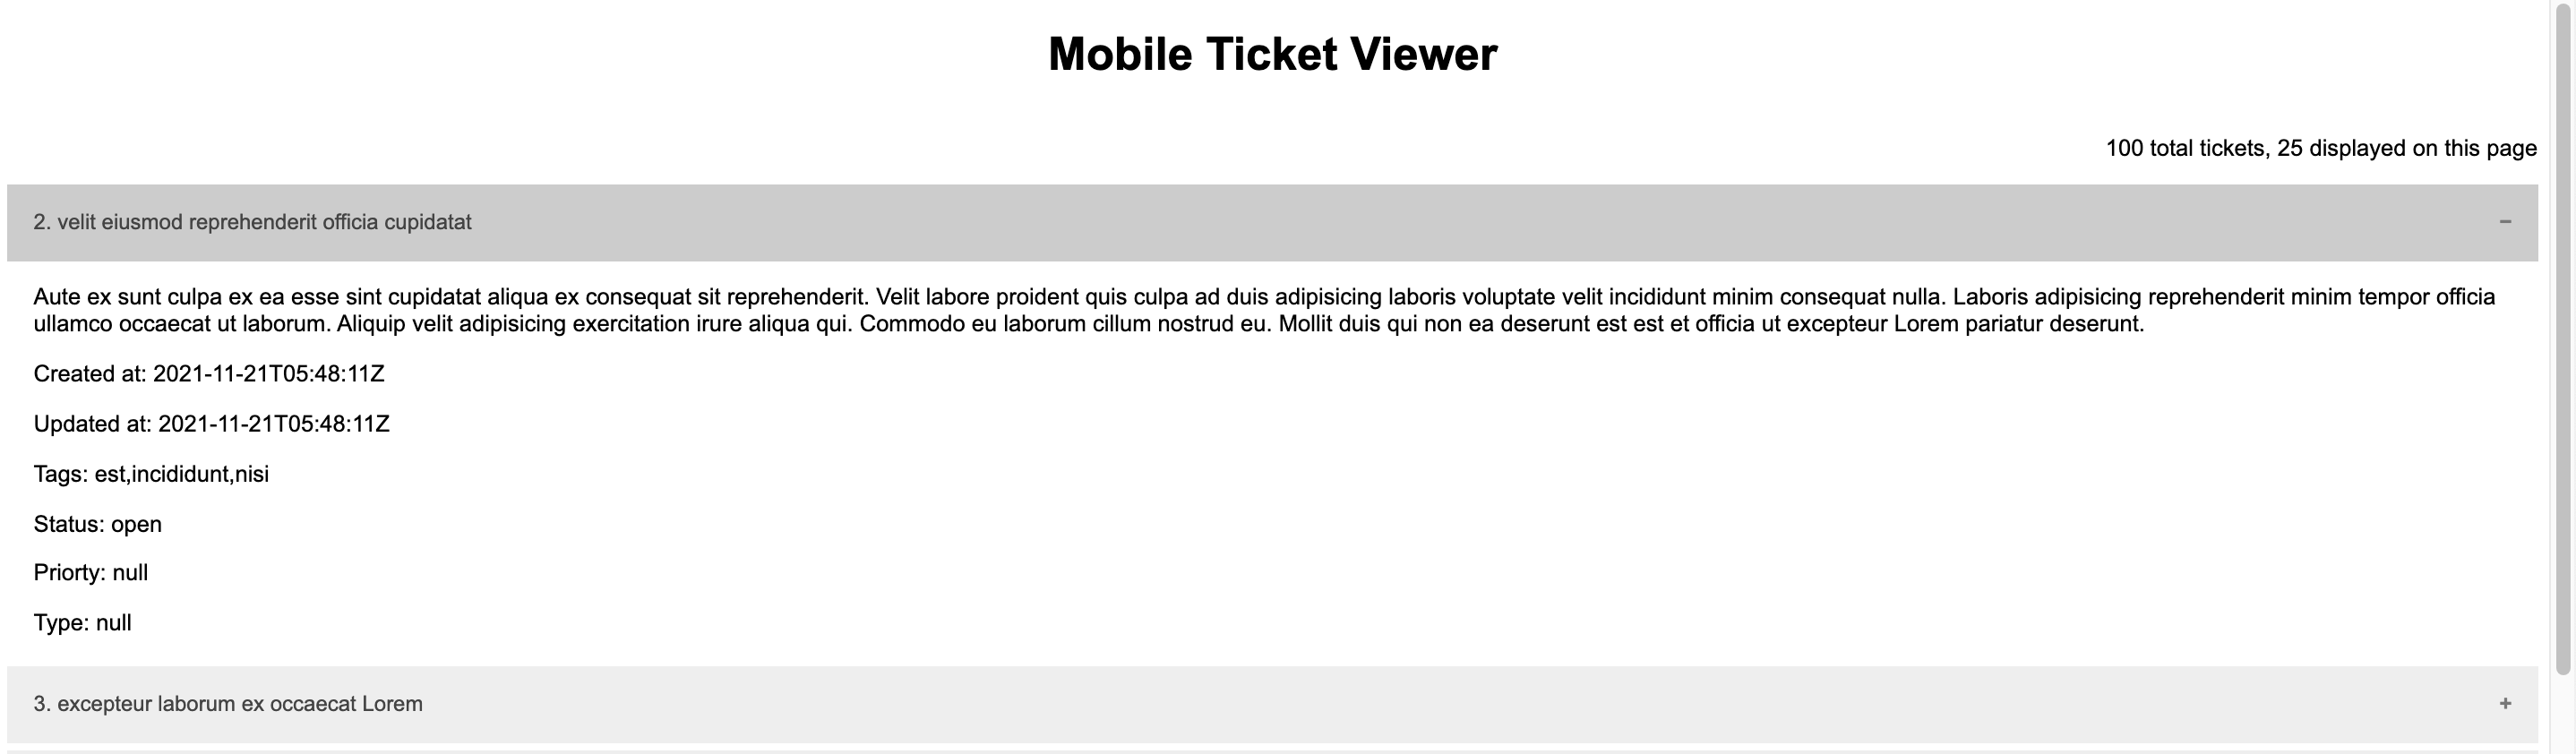 Mobile Ticket Viewer
100 total tickets, 25 displayed on this page
2. velit eiusmod reprehenderit officia cupidatat −
Aute ex sunt culpa ex ea esse sint cupidatat aliqua ex consequat sit reprehenderit. Velit labore proident quis culpa ad duis adipisicing laboris voluptate velit incididunt minim consequat nulla. Laboris adipisicing reprehenderit minim tempor officia
ullamco occaecat ut laborum. Aliquip velit adipisicing exercitation irure aliqua qui. Commodo eu laborum cillum nostrud eu. Mollit duis qui non ea deserunt est est et officia ut excepteur Lorem pariatur deserunt.
Created at: 2021-11-21T05:48:11Z
Updated at: 2021-11-21T05:48:11Z
Tags: est,incididunt,nisi
Status: open
Priorty: null
Type: null
3. excepteur laborum ex occaecat Lorem +